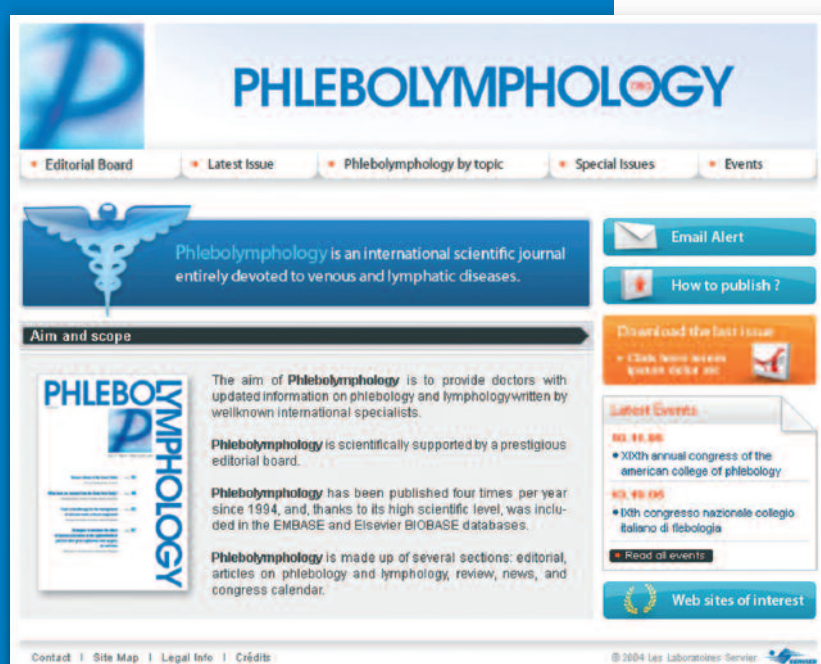 PHLEBOLYMPHOLOGY
Editorial Board
Latest Issue
Phlebolymphology by topic
Special Issues
Events
Phlebolymphology is an international scientific journal
entirely devoted to venous and lymphatic diseases.
Email Alert
How to publish ?
Download the last issue
Aim and scope
PHLEBO
LYMPHOLOGY
The aim of Phlebolymphology is to provide doctors with
updated information on phlebology and lymphologywritten by
wellknown international specialists.
Phlebolymphology is scientifically supported by a prestigious
editorial board.
Phlebolymphology has been published four times per year
since 1994, and, thanks to its high scientific level, was inclu-
ded in the EMBASE and Elsevier BIOBASE databases.
Phlebolymphology is made up of several sections: editorial,
articles on phlebology and lymphology, review, news, and
congress calendar.
Latest Events
XIXth annual congress of the
american college of phlebology
IXth congresso nazionale collegio
italiano di flebologia
Read all events
Web sites of interest
Contact | Site Map | Legal Info | Crédits
© 2004 Les Laboratoires Servier